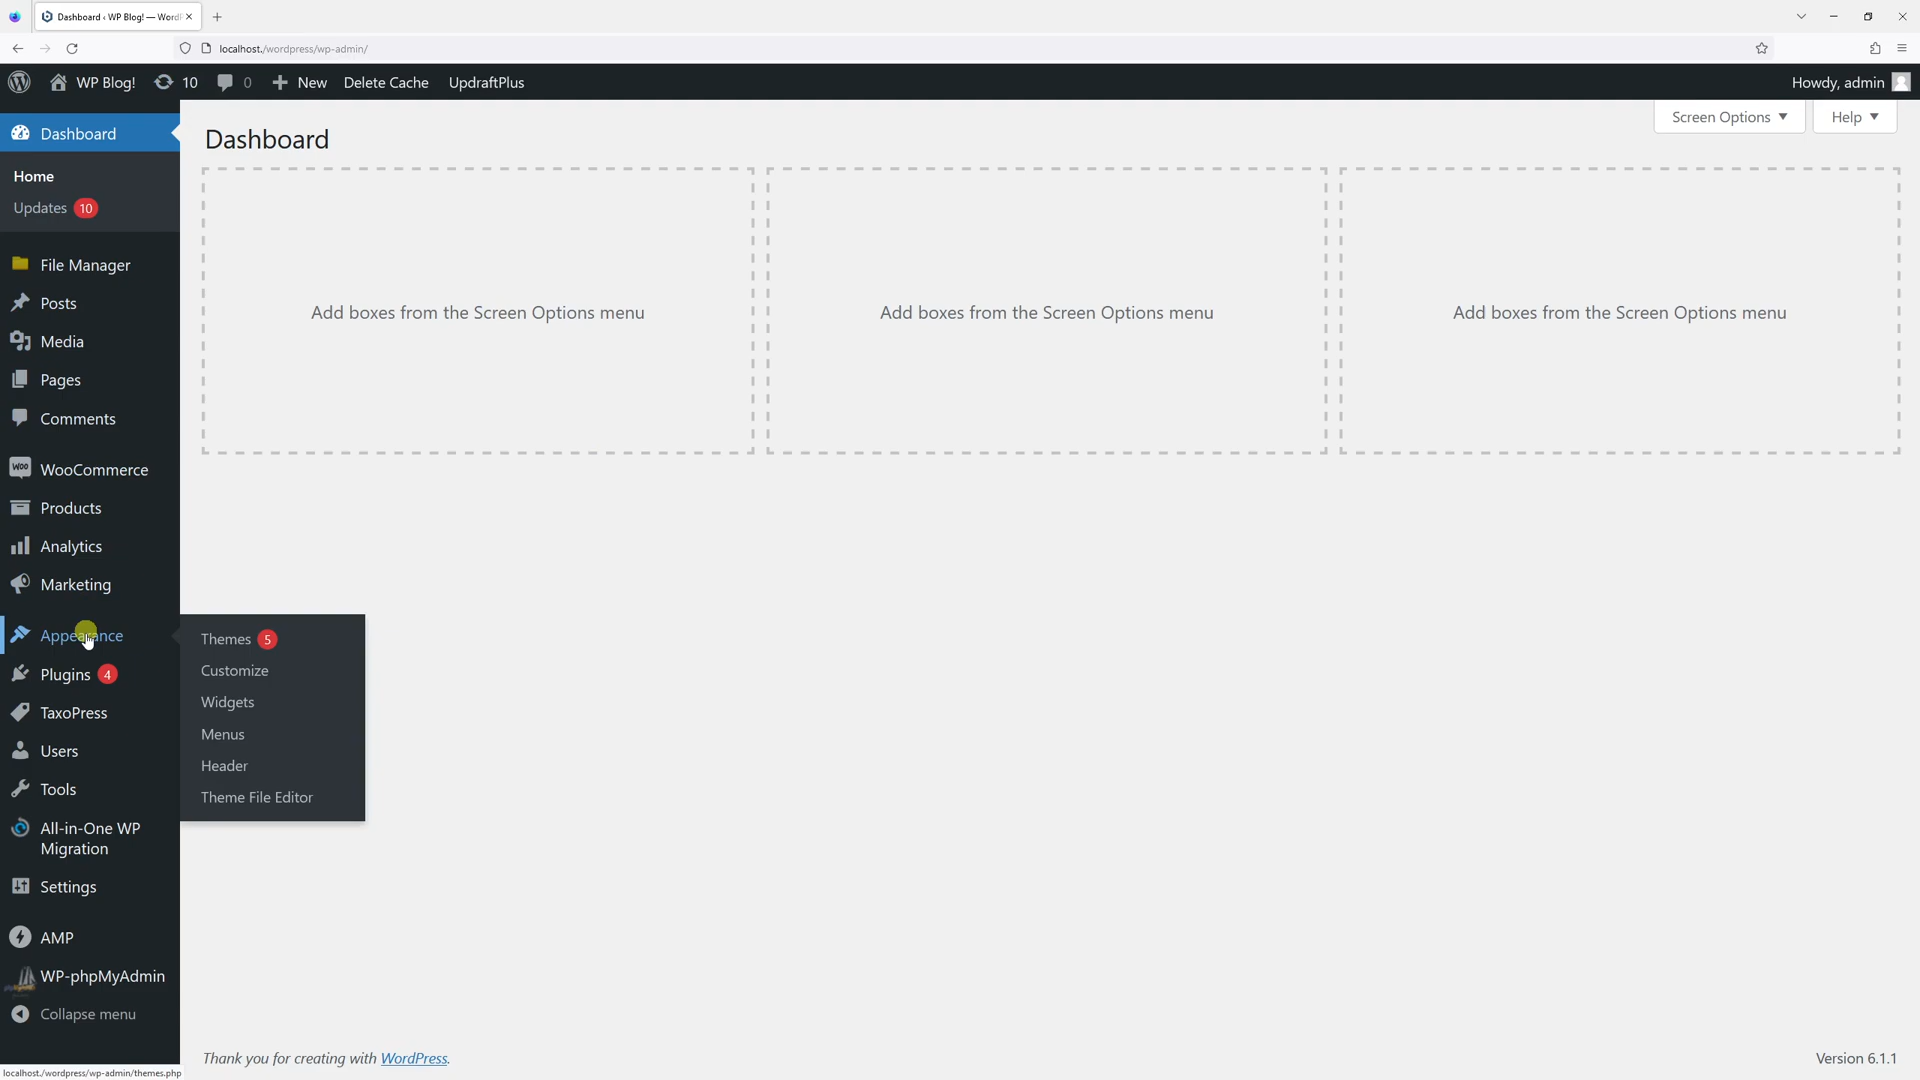 Dashboard ‹ WP Blog! — WordP
localhost./wordpress/wp-admin/
WP Blog! 10 0 New Delete Cache UpdraftPlus Howdy, admin
Screen Options Help
Dashboard
Dashboard
Home
Updates 10
File Manager
Posts
Media
Pages
Comments
WOO WooCommerce
Products
Analytics
Marketing
Appearance
Plugins 4
TaxoPress
Users
Tools
All-in-One WP
Migration
Settings
AMP
WP-phpMyAdmin
Collapse menu
Themes 5
Customize
Widgets
Menus
Header
Theme File Editor
Add boxes from the Screen Options menu
Add boxes from the Screen Options menu
Add boxes from the Screen Options menu
Thank you for creating with WordPress.
Version 6.1.1
localhost./wordpress/wp-admin/themes.php